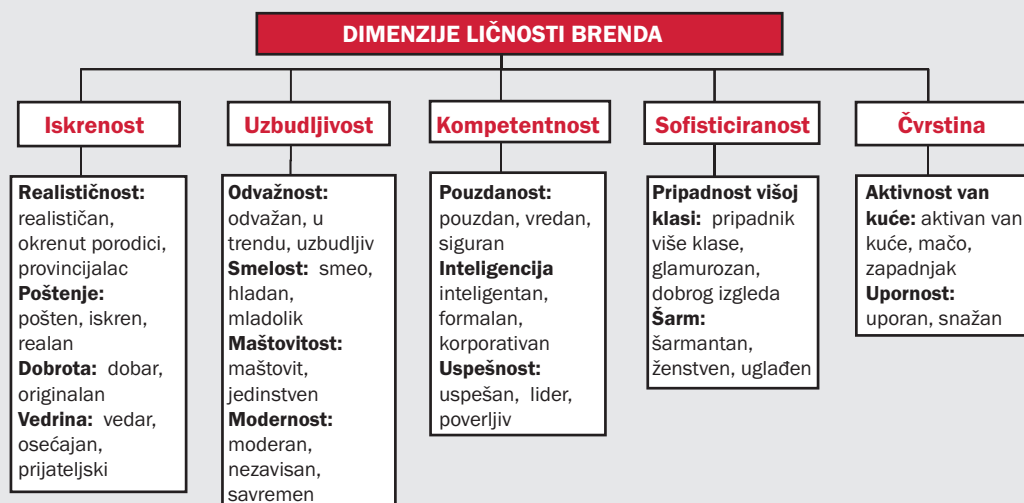 DIMENZIJE LIČNOSTI BRENDA
Iskrenost
Realističnost:
realističan,
okrenut porodici,
provincijalac
Poštenje:
pošten, iskren,
realan
Dobrota: dobar,
originalan
Vedrina: vedar,
osećajan,
prijateljski
Uzbudljivost
Odvažnost:
odvažan, u
trendu, uzbudljiv
Smelost: smeo,
hladan,
mladolik
Maštovitost:
maštovit,
jedinstven
Modernost:
moderan,
nezavisan,
savremen
Kompetentnost
Pouzdanost:
pouzdan, vredan,
siguran
Inteligencija
inteligentan,
formalan,
korporativan
Uspešnost:
uspešan, lider,
poverljiv
Sofisticiranost
Pripadnost višoj
klasi: pripadnik
više klase,
glamurozan,
dobrog izgleda
Šarm:
šarmantan,
ženstven, uglađen
Čvrstina
Aktivnost van
kuće: aktivan van
kuće, mačo,
zapadnjak
Upornost:
uporan, snažan